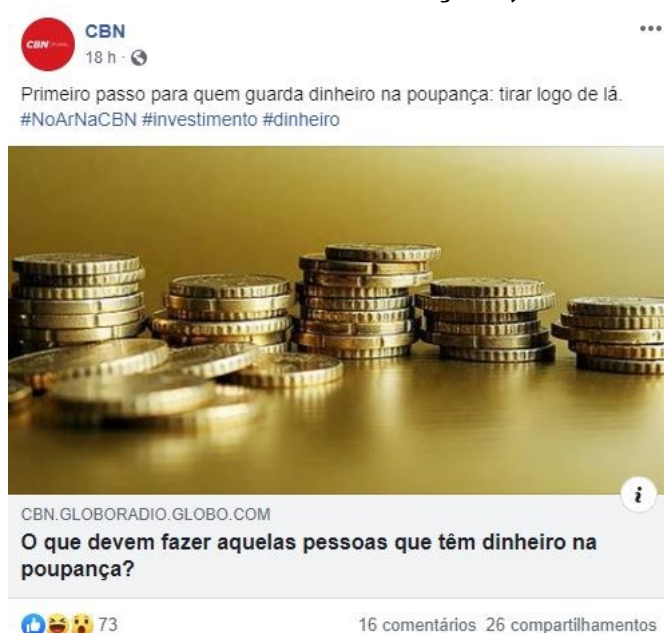 CBN
CBN
18 h
Primeiro passo para quem guarda dinheiro na poupança: tirar logo de lá.
#NoArNaCBN #investimento #dinheiro
i
CBN.GLOBORADIO.GLOBO.COM
O que devem fazer aquelas pessoas que têm dinheiro na
poupança?
73
16 comentários 26 compartilhamentos